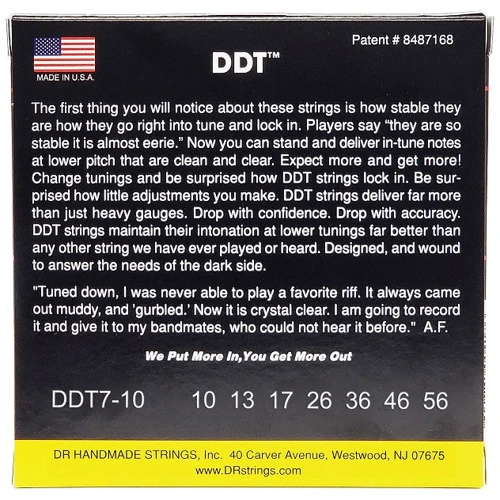 Patent # 8487168
MADE IN U.S.A.
DDT™
The first thing you will notice about these strings is how stable they
are how they go right into tune and lock in. Players say “they are so
stable it is almost eerie.” Now you can stand and deliver in-tune notes
at lower pitch that are clean and clear. Expect more and get more!
Change tunings and be surprised how DDT strings lock in. Be sur-
prised how little adjustments you make. DDT strings deliver far more
than just heavy gauges. Drop with confidence. Drop with accuracy.
DDT strings maintain their intonation at lower tunings far better than
any other string we have ever played or heard. Designed, and wound
to answer the needs of the dark side.
"Tuned down, I was never able to play a favorite riff. It always came
out muddy, and 'gurbled.' Now it is crystal clear. I am going to record
it and give it to my bandmates, who could not hear it before." A.F.
We Put More In,You Get More Out
DDT7-10 10 13 17 26 36 46 56
DR HANDMADE STRINGS, Inc. 40 Carver Avenue, Westwood, NJ 07675
www.DRstrings.com